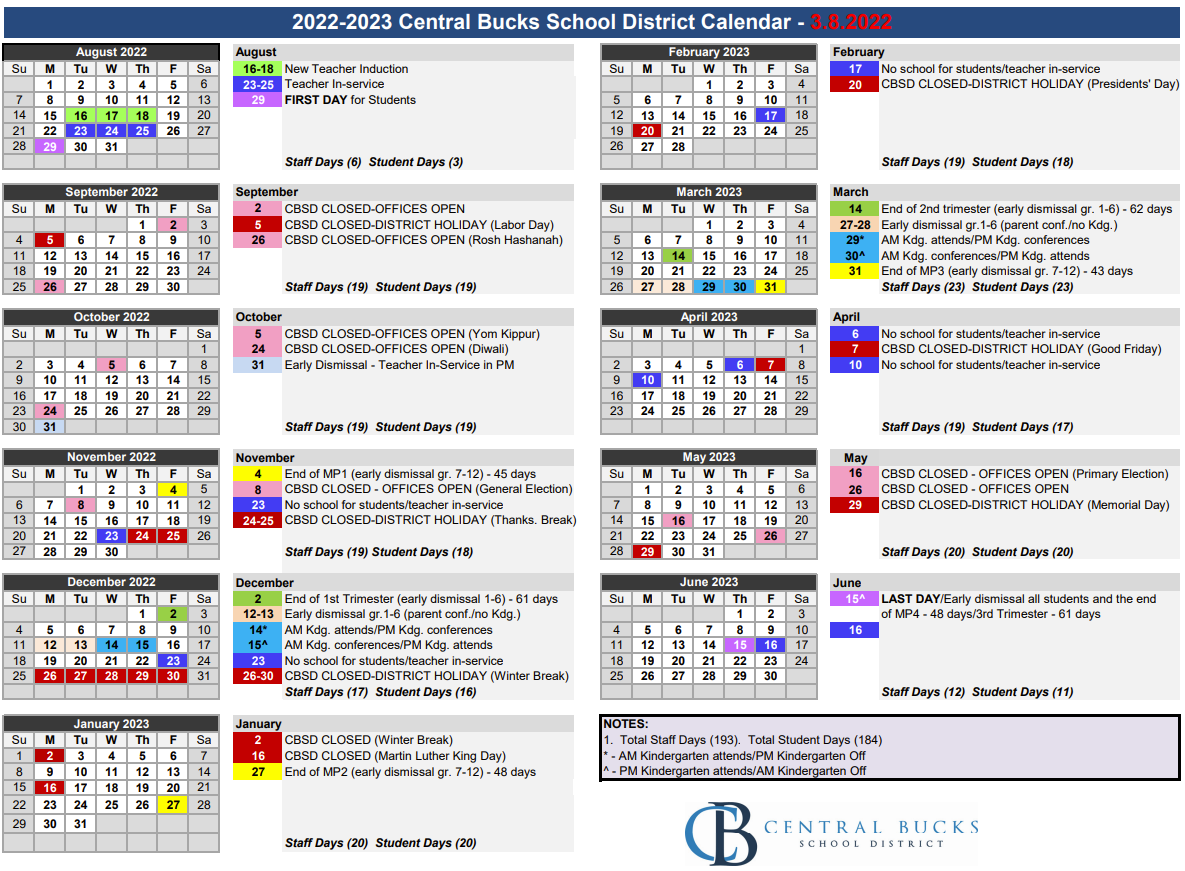 2022-2023 Central Bucks School District Calendar - 3.8.2022
August 2022
Su M Tu W Th F Sa
1 2 3 4 5 6
7 8 9 10 11 12 13
14 15 16 17 18 19 20
21 22 23 24 25 26 27
28 29 30 31
August
16-18 New Teacher Induction
23-25 Teacher In-service
29 FIRST DAY for Students
Staff Days (6) Student Days (3)
September 2022
Su M Tu W Th F Sa
1 2 3
4 5 6 7 8 9 10
11 12 13 14 15 16 17
18 19 20 21 22 23 24
25 26 27 28 29 30
September
2 CBSD CLOSED-OFFICES OPEN
5 CBSD CLOSED-DISTRICT HOLIDAY (Labor Day)
26 CBSD CLOSED-OFFICES OPEN (Rosh Hashanah)
Staff Days (19) Student Days (19)
October 2022
Su M Tu W Th F Sa
1
2 3 4 5 6 7 8
9 10 11 12 13 14 15
16 17 18 19 20 21 22
23 24 25 26 27 28 29
30 31
October
5 CBSD CLOSED-OFFICES OPEN (Yom Kippur)
24 CBSD CLOSED-OFFICES OPEN (Diwali)
31 Early Dismissal - Teacher In-Service in PM
Staff Days (19) Student Days (19)
November 2022
Su M Tu W Th F Sa
1 2 3 4 5
6 7 8 9 10 11 12
13 14 15 16 17 18 19
20 21 22 23 24 25 26
27 28 29 30
November
4 End of MP1 (early dismissal gr. 7-12) - 45 days
8 CBSD CLOSED - OFFICES OPEN (General Election)
23 No school for students/teacher in-service
24-25 CBSD CLOSED-DISTRICT HOLIDAY (Thanks. Break)
Staff Days (19) Student Days (18)
December 2022
Su M Tu W Th F Sa
1 2 3
4 5 6 7 8 9 10
11 12 13 14 15 16 17
18 19 20 21 22 23 24
25 26 27 28 29 30 31
December
2 End of 1st Trimester (early dismissal 1-6) - 61 days
12-13 Early dismissal gr.1-6 (parent conf./no Kdg.)
14* AM Kdg. attends/PM Kdg. conferences
15^ AM Kdg. conferences/PM Kdg. attends
23 No school for students/teacher in-service
26-30 CBSD CLOSED-DISTRICT HOLIDAY (Winter Break)
Staff Days (17) Student Days (16)
January 2023
Su M Tu W Th F Sa
1 2 3 4 5 6 7
8 9 10 11 12 13 14
15 16 17 18 19 20 21
22 23 24 25 26 27 28
29 30 31
January
2 CBSD CLOSED (Winter Break)
16 CBSD CLOSED (Martin Luther King Day)
27 End of MP2 (early dismissal gr. 7-12) - 48 days
Staff Days (20) Student Days (20)
February 2023
Su M Tu W Th F Sa
1 2 3 4
5 6 7 8 9 10 11
12 13 14 15 16 17 18
19 20 21 22 23 24 25
26 27 28
February
17 No school for students/teacher in-service
20 CBSD CLOSED-DISTRICT HOLIDAY (Presidents' Day)
Staff Days (19) Student Days (18)
March 2023
Su M Tu W Th F Sa
1 2 3 4
5 6 7 8 9 10 11
12 13 14 15 16 17 18
19 20 21 22 23 24 25
26 27 28 29 30 31
March
14 End of 2nd trimester (early dismissal gr. 1-6) - 62 days
27-28 Early dismissal gr.1-6 (parent conf./no Kdg.)
29* AM Kdg. attends/PM Kdg. conferences
30^ AM Kdg. conferences/PM Kdg. attends
31 End of MP3 (early dismissal gr. 7-12) - 43 days
Staff Days (23) Student Days (23)
April 2023
Su M Tu W Th F Sa
1
2 3 4 5 6 7 8
9 10 11 12 13 14 15
16 17 18 19 20 21 22
23 24 25 26 27 28 29
April
6 No school for students/teacher in-service
7 CBSD CLOSED-DISTRICT HOLIDAY (Good Friday)
10 No school for students/teacher in-service
Staff Days (19) Student Days (17)
May 2023
Su M Tu W Th F Sa
1 2 3 4 5 6
7 8 9 10 11 12 13
14 15 16 17 18 19 20
21 22 23 24 25 26 27
28 29 30 31
May
16 CBSD CLOSED - OFFICES OPEN (Primary Election)
26 CBSD CLOSED - OFFICES OPEN
29 CBSD CLOSED-DISTRICT HOLIDAY (Memorial Day)
Staff Days (20) Student Days (20)
June 2023
Su M Tu W Th F Sa
1 2 3
4 5 6 7 8 9 10
11 12 13 14 15 16 17
18 19 20 21 22 23 24
25 26 27 28 29 30
June
15^ LAST DAY/Early dismissal all students and the end
of MP4 - 48 days/3rd Trimester - 61 days
16
Staff Days (12) Student Days (11)
NOTES:
1. Total Staff Days (193). Total Student Days (184)
* - AM Kindergarten attends/PM Kindergarten Off
^ - PM Kindergarten attends/AM Kindergarten Off
CB
CENTRAL BUCKS
SCHOOL DISTRICT